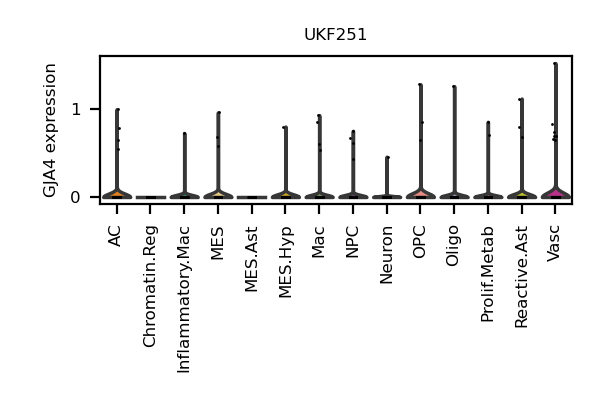 UKF251
GJA4 expression
1
0
AC
Chromatin.Reg
Inflammatory.Mac
MES
MES.Ast
MES.Hyp
Mac
NPC
Neuron
OPC
Oligo
Prolif.Metab
Reactive.Ast
Vasc